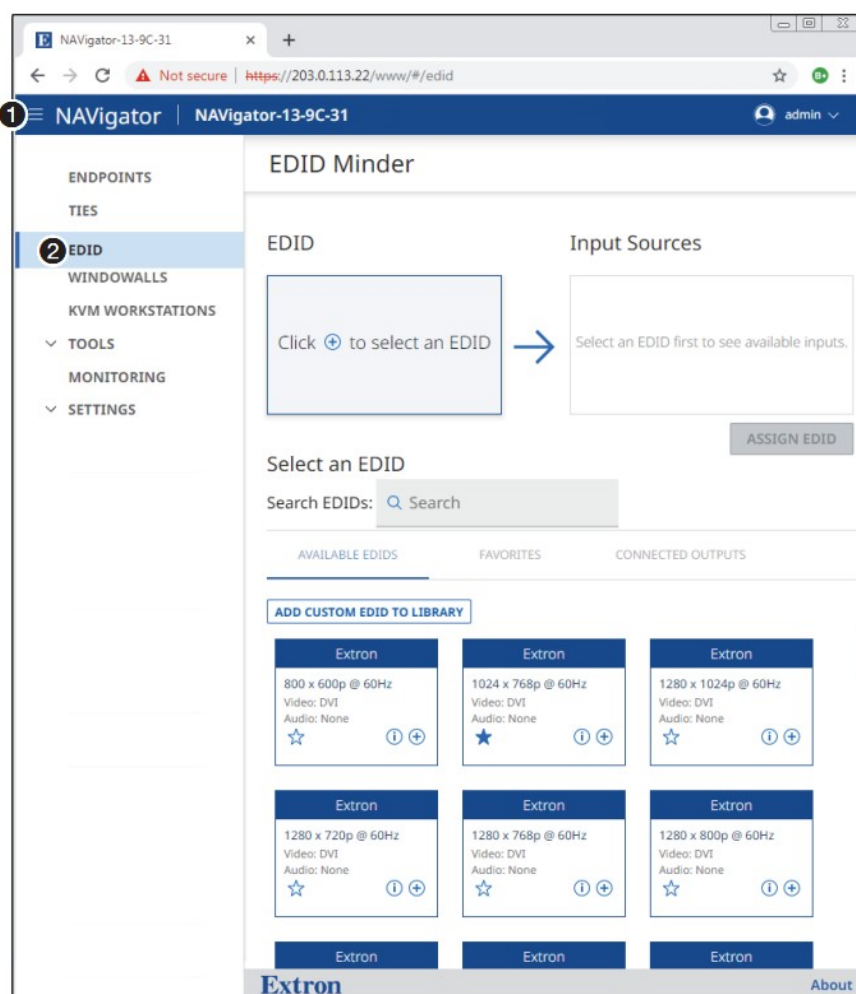 NAVigator-13-9C-31
Not secure | https://203.0.113.22/www/#/edid
1 NAVigator | NAVigator-13-9C-31 admin
ENDPOINTS
TIES
2 EDID
WINDOWALLS
KVM WORKSTATIONS
TOOLS
MONITORING
SETTINGS
EDID Minder
EDID Input Sources
Click ⊕ to select an EDID
Select an EDID first to see available inputs.
ASSIGN EDID
Select an EDID
Search EDIDs: Search
AVAILABLE EDIDS FAVORITES CONNECTED OUTPUTS
ADD CUSTOM EDID TO LIBRARY
Extron Extron Extron
800 x 600p @ 60Hz 1024 x 768p @ 60Hz 1280 x 1024p @ 60Hz
Video: DVI Video: DVI Video: DVI
Audio: None Audio: None Audio: None
Extron Extron Extron
1280 x 720p @ 60Hz 1280 x 768p @ 60Hz 1280 x 800p @ 60Hz
Video: DVI Video: DVI Video: DVI
Audio: None Audio: None Audio: None
Extron Extron Extron
Extron About